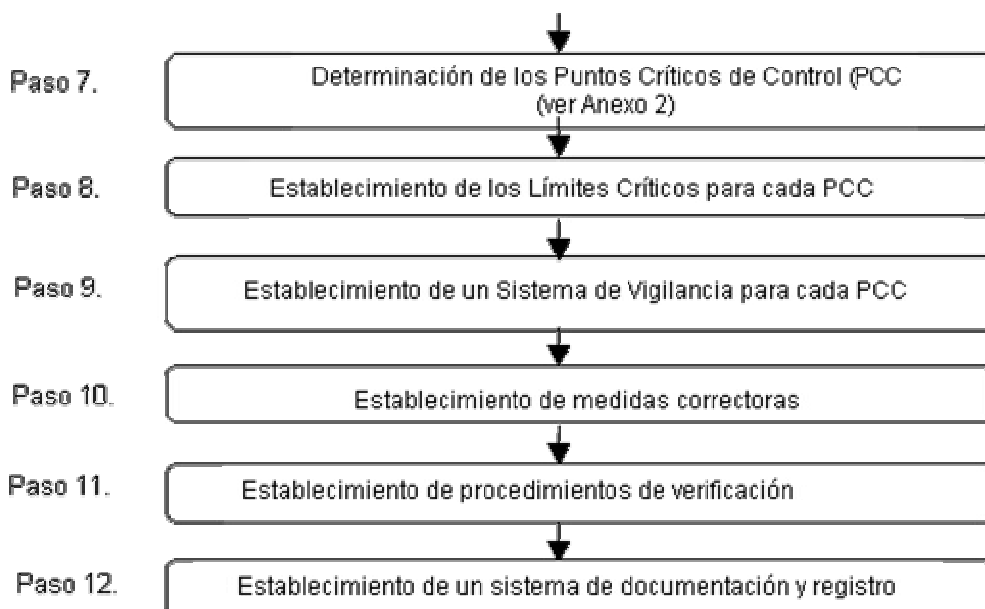 Paso 7.
Determinación de los Puntos Críticos de Control (PCC
(ver Anexo 2)
Paso 8.
Establecimiento de los Límites Críticos para cada PCC
Paso 9.
Establecimiento de un Sistema de Vigilancia para cada PCC
Paso 10.
Establecimiento de medidas correctoras
Paso 11.
Establecimiento de procedimientos de verificación
Paso 12.
Establecimiento de un sistema de documentación y registro